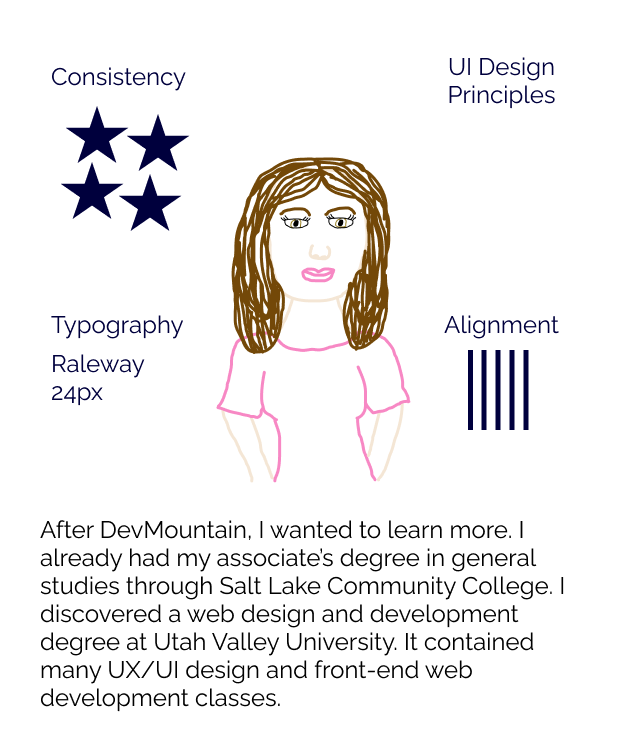 Consistency
UI Design
Principles
Typography
Raleway
24px
Alignment
After DevMountain, I wanted to learn more. I
already had my associate's degree in general
studies through Salt Lake Community College. I
discovered a web design and development
degree at Utah Valley University. It contained
many UX/UI design and front-end web
development classes.